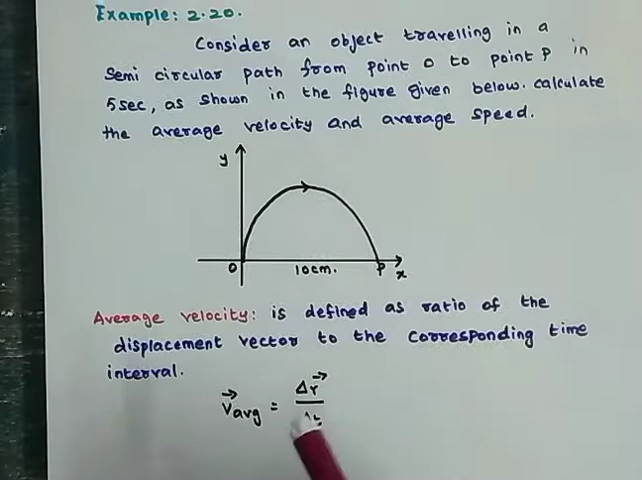 Example: 2.20.
Consider an object travelling in a
Semi circular path from point O to point P in
5sec, as shown in the figure given below. calculate
the average velocity and average speed.
y
O 10cm. P x
Average velocity: is defined as ratio of the
displacement vector to the corresponding time
interval.
V⃗avg = Δr⃗